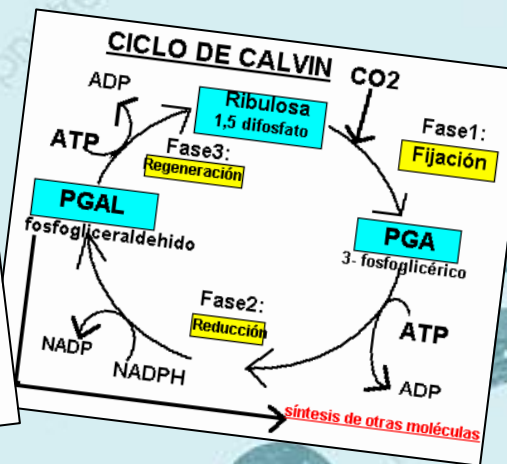 CICLO DE CALVIN
CO2
ADP
Ribulosa
1,5 difosfato
ATP
Fase1:
Fijación
Fase3:
Regeneración
PGAL
fosfogliceraldehido
PGA
3- fosfoglicérico
Fase2:
Reducción
ATP
NADP
NADPH
ADP
síntesis de otras moléculas